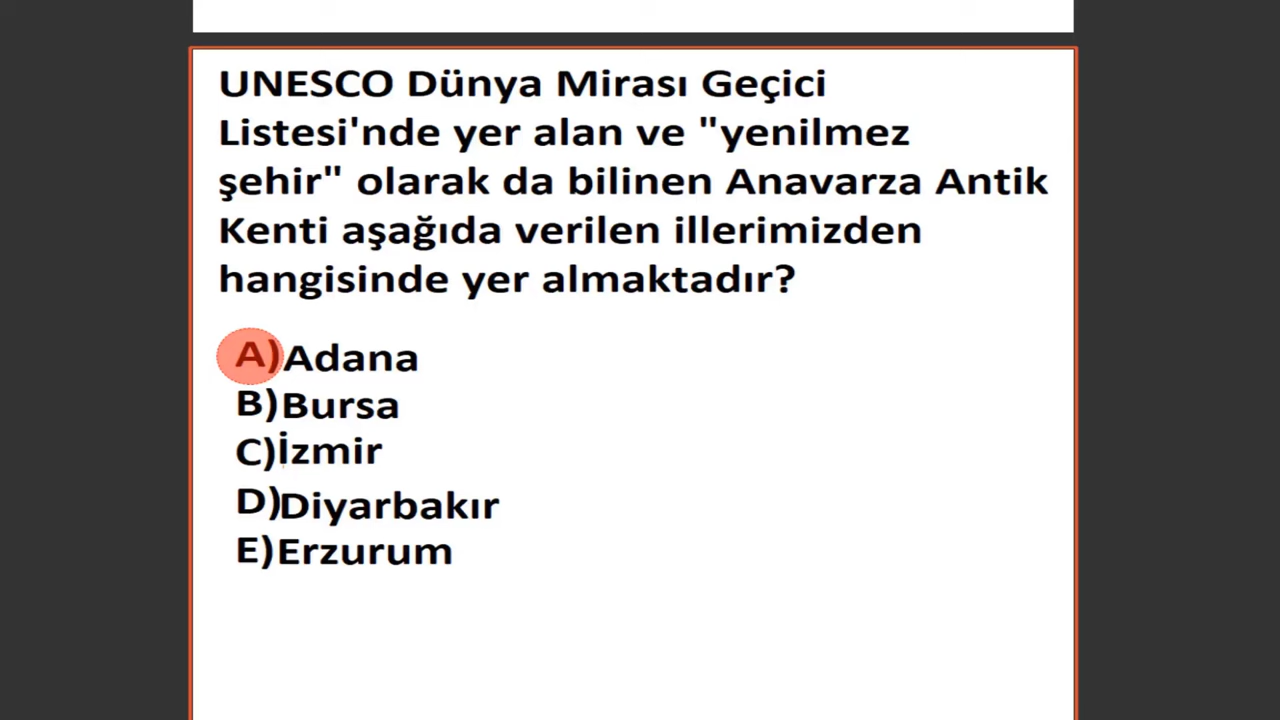 UNESCO Dünya Mirası Geçici
Listesi'nde yer alan ve "yenilmez
şehir" olarak da bilinen Anavarza Antik
Kenti aşağıda verilen illerimizden
hangisinde yer almaktadır?
A)Adana
B)Bursa
C)İzmir
D)Diyarbakır
E)Erzurum